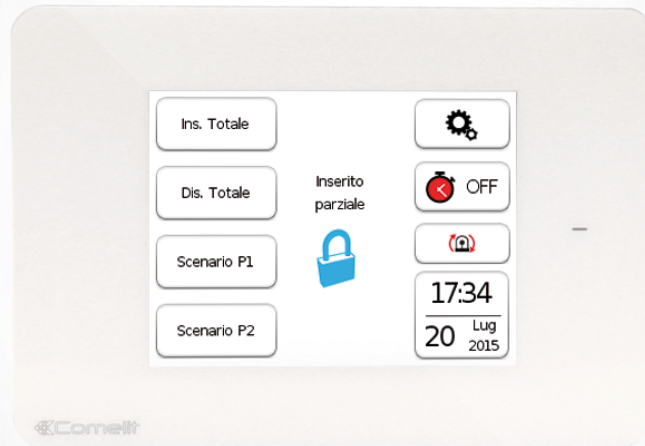 Ins. Totale
Dis. Totale
Scenario P1
Scenario P2
Inserito
parziale
OFF
17:34
20 Lug
2015
Comelit